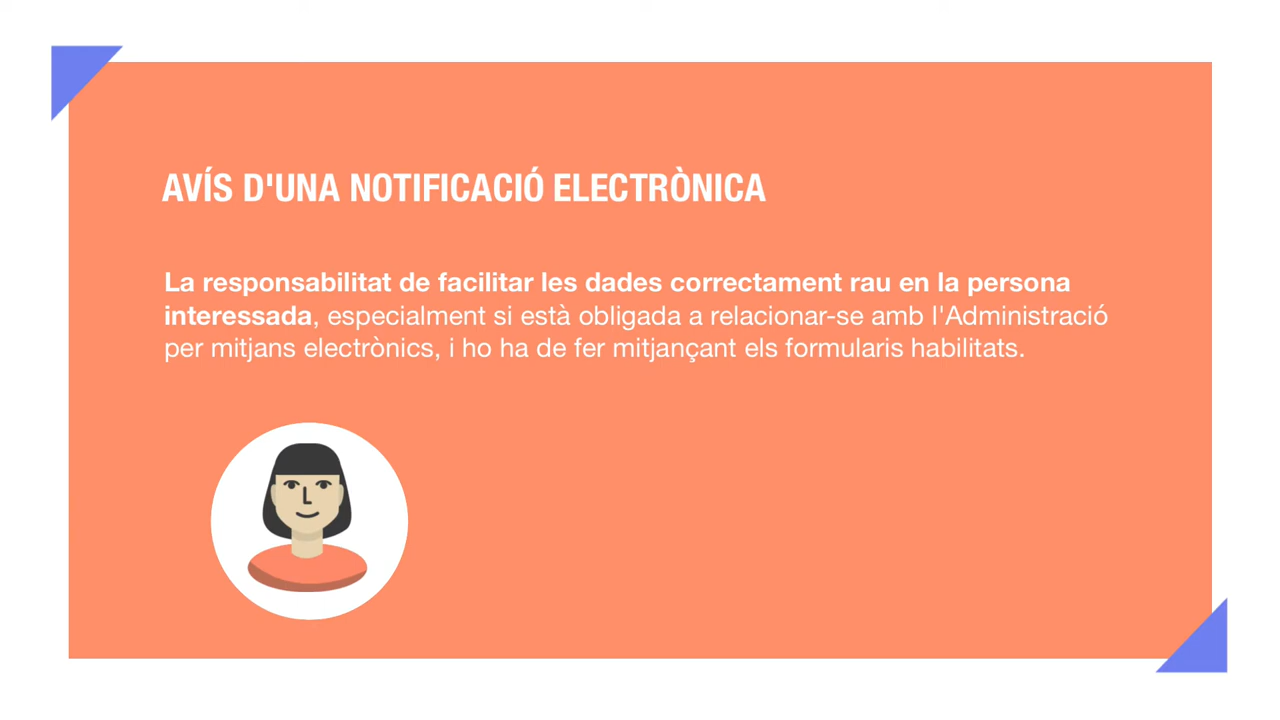 AVÍS D'UNA NOTIFICACIÓ ELECTRÒNICA
La responsabilitat de facilitar les dades correctament rau en la persona
interessada, especialment si està obligada a relacionar-se amb l'Administració
per mitjans electrònics, i ho ha de fer mitjançant els formularis habilitats.